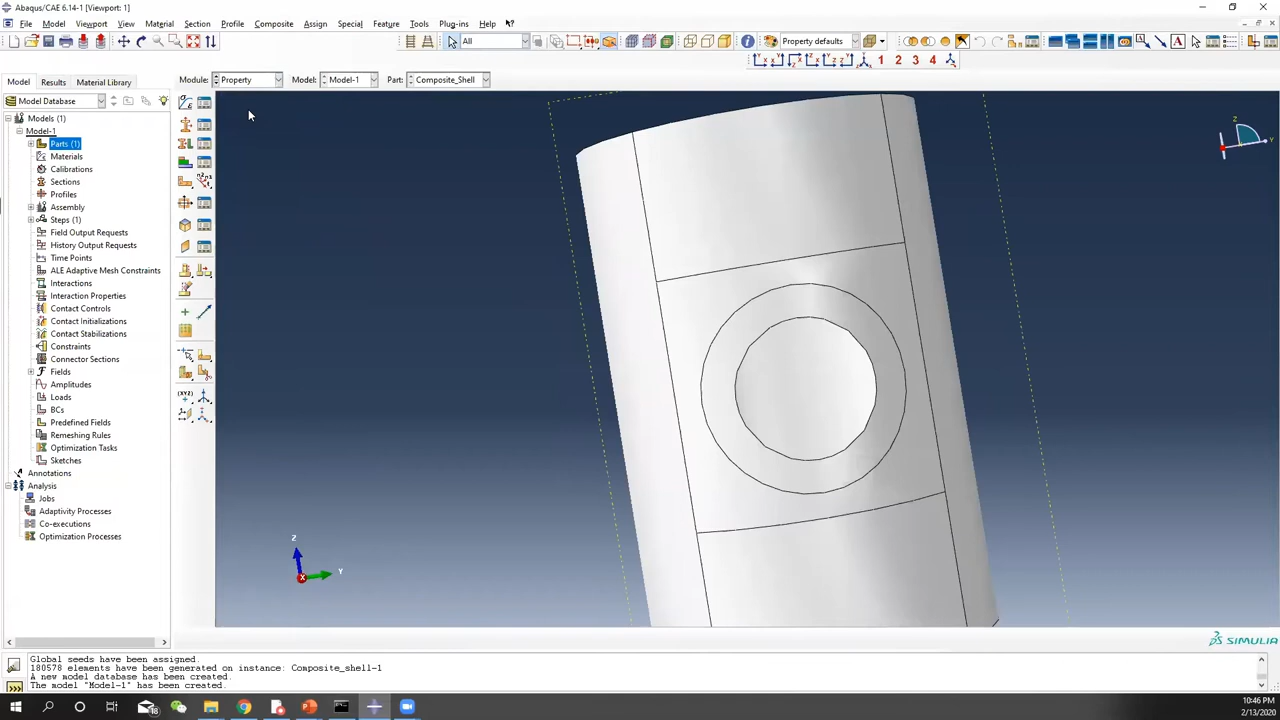 Abaqus/CAE 6.14-1 [Viewport: 1]
File Model Viewport View Material Section Profile Composite Assign Special Feature Tools Plug-ins Help
All
Property defaults
1 2 3 4
Model Results Material Library
Module: Property Model: Model-1 Part: Composite_Shell
Model Database
Models (1)
Model-1
Parts (1)
Materials
Calibrations
Sections
Profiles
Assembly
Steps (1)
Field Output Requests
History Output Requests
Time Points
ALE Adaptive Mesh Constraints
Interactions
Interaction Properties
Contact Controls
Contact Initializations
Contact Stabilizations
Constraints
Connector Sections
Fields
Amplitudes
Loads
BCs
Predefined Fields
Remeshing Rules
Optimization Tasks
Sketches
Annotations
Analysis
Jobs
Adaptivity Processes
Co-executions
Optimization Processes
Z
Y
X
Z
Y
SIMULIA
Global seeds have been assigned.
180578 elements have been generated on instance: Composite_shell-1
A new model database has been created.
The model "Model-1" has been created.
10:46 PM
2/13/2020